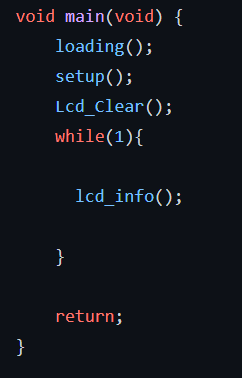 void main(void) {
    loading();
    setup();
    Lcd_Clear();
    while(1){
      lcd_info();
    }
    return;
}